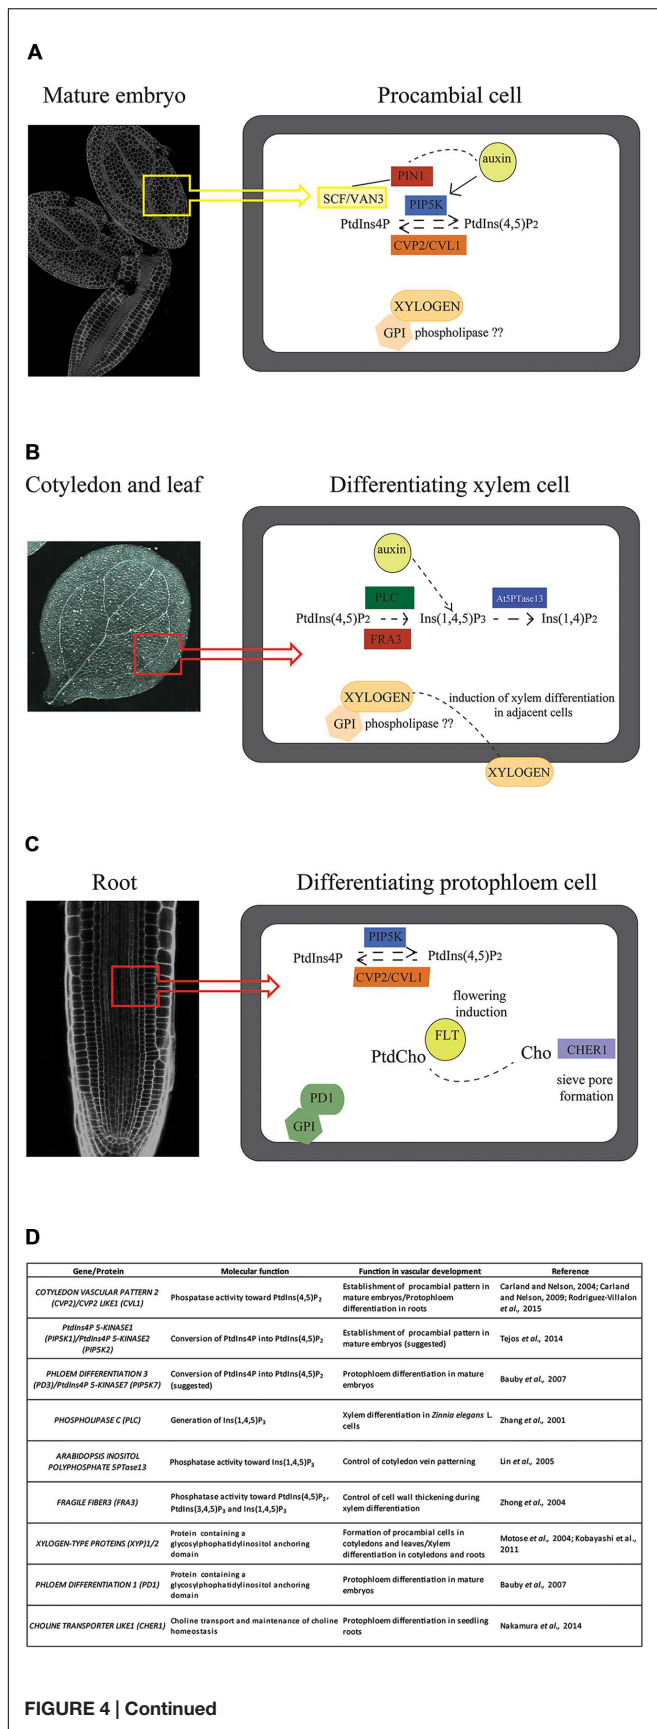 A
Mature embryo
Procambial cell
auxin
PIN1
SCF/VAN3
PIP5K
PtdIns4P
PtdIns(4,5)P2
CVP2/CVL1
XYLOGEN
GPI
phospholipase ??
B
Cotyledon and leaf
Differentiating xylem cell
auxin
PLC
At5PTase13
PtdIns(4,5)P2
Ins(1,4,5)P3
Ins(1,4)P2
FRA3
XYLOGEN
GPI
phospholipase ??
induction of xylem differentiation
in adjacent cells
XYLOGEN
C
Root
Differentiating protophloem cell
PIP5K
PtdIns4P
PtdIns(4,5)P2
CVP2/CVL1
flowering
induction
FLT
PtdCho
Cho
CHER1
sieve pore
formation
PD1
GPI
D
Gene/Protein Molecular function Function in vascular development Reference
COTYLEDON VASCULAR PATTERN 2
(CVP2)/CVP2 LIKE1 (CVL1)
Phospatase activity toward PtdIns(4,5)P2
Establishment of procambial pattern in
mature embryos/Protophloem
differentiation in roots
Carland and Nelson, 2004; Carland
and Nelson, 2009; Rodriguez-Villalon
et al., 2015
PtdIns4P 5-KINASE1
(PIP5K1)/PtdIns4P 5-KINASE2
(PIP5K2)
Conversion of PtdIns4P into PtdIns(4,5)P2
Establishment of procambial pattern in
mature embryos (suggested)
Tejos et al., 2014
PHLOEM DIFFERENTIATION 3
(PD3)/PtdIns4P 5-KINASE7 (PIP5K7)
Conversion of PtdIns4P into PtdIns(4,5)P2
(suggested)
Protophloem differentiation in mature
embryos
Bauby et al., 2007
PHOSPHOLIPASE C (PLC)
Generation of Ins(1,4,5)P3
Xylem differentiation in Zinnia elegans L.
cells
Zhang et al., 2001
ARABIDOPSIS INOSITOL
POLYPHOSPHATE 5PTase13
Phosphatase activity toward Ins(1,4,5)P3
Control of cotyledon vein patterning
Lin et al., 2005
FRAGILE FIBER3 (FRA3)
Phosphatase activity toward PtdIns(4,5)P2,
PtdIns(3,4,5)P3 and Ins(1,4,5)P3
Control of cell wall thickening during
xylem differentiation
Zhong et al., 2004
XYLOGEN-TYPE PROTEINS (XYP)1/2
Protein containing a
glycosylphophatidylinositol anchoring
domain
Formation of procambial cells in
cotyledons and leaves/Xylem
differentiation in cotyledons and roots
Motose et al., 2004; Kobayashi et al.,
2011
PHLOEM DIFFERENTIATION 1 (PD1)
Protein containing a
glycosylphophatidylinositol anchoring
domain
Protophloem differentiation in mature
embryos
Bauby et al., 2007
CHOLINE TRANSPORTER LIKE1 (CHER1)
Choline transport and maintenance of choline
homeostasis
Protophloem differentiation in seedling
roots
Nakamura et al., 2014
FIGURE 4 | Continued